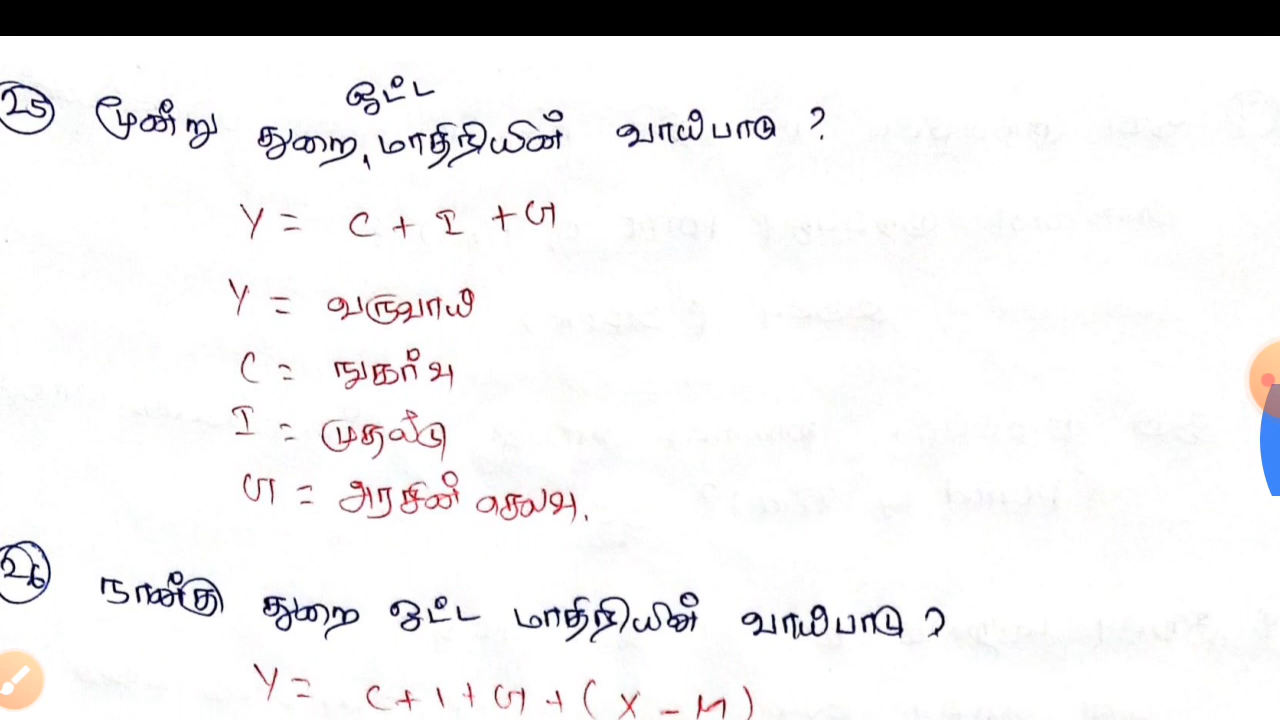 25 மூன்று துறை ஓட்ட மாதிரியின் வாய்பாடு ?
Y = C + I + G
Y = வருவாய்
C = நுகர்வு
I = முதலீடு
G = அரசின் செலவு.
26 நான்கு துறை ஓட்ட மாதிரியின் வாய்பாடு ?
Y = C + I + G + ( X - M )